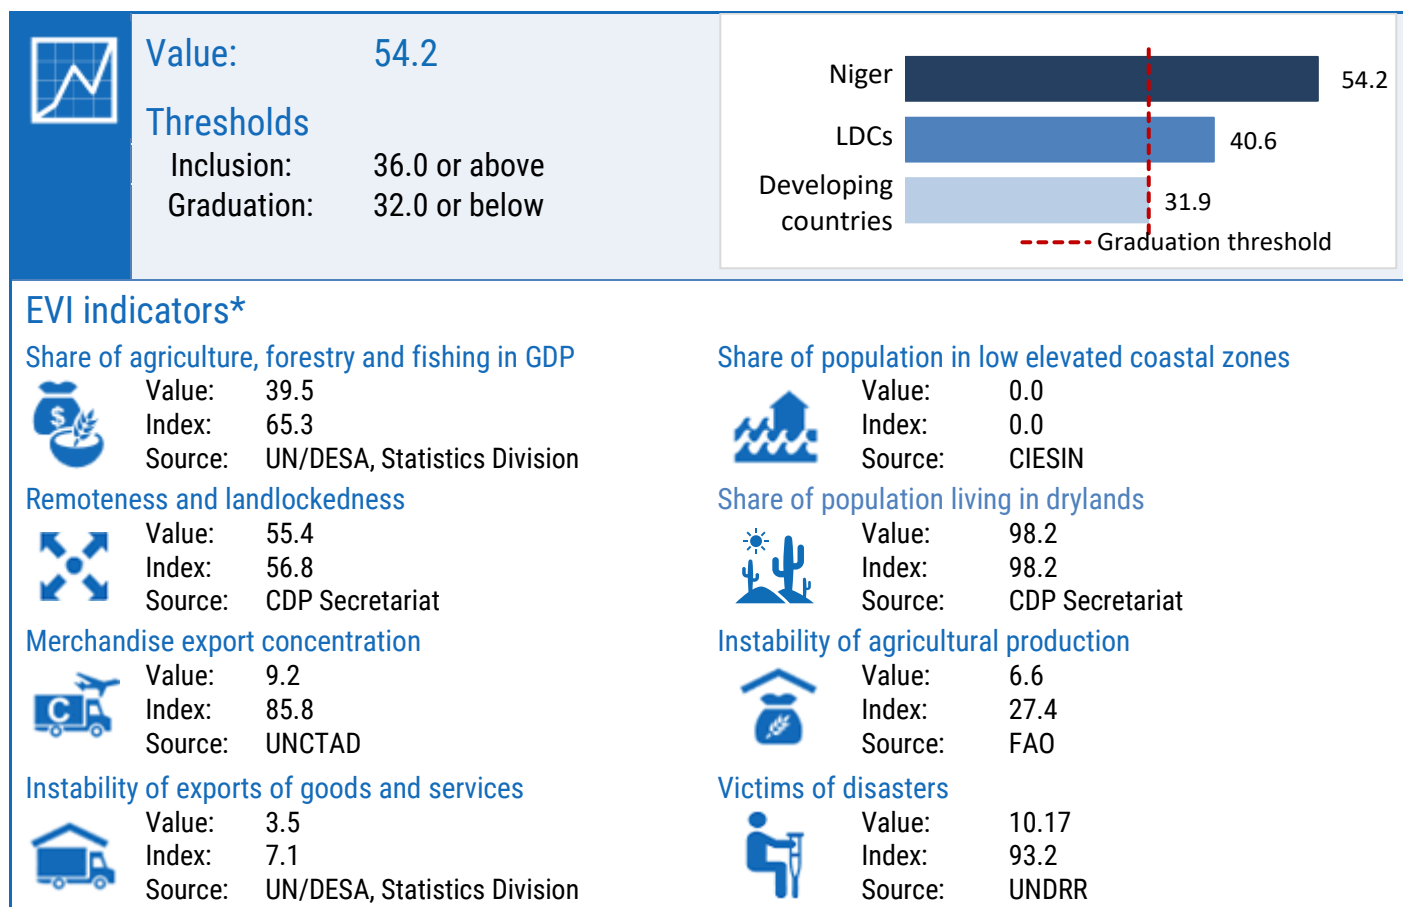 Value: 54.2
Thresholds
Inclusion: 36.0 or above
Graduation: 32.0 or below
Niger 54.2
LDCs 40.6
Developing
countries 31.9
Graduation threshold
EVI indicators*
Share of agriculture, forestry and fishing in GDP
$
Value: 39.5
Index: 65.3
Source: UN/DESA, Statistics Division
Share of population in low elevated coastal zones
Value: 0.0
Index: 0.0
Source: CIESIN
Remoteness and landlockedness
Value: 55.4
Index: 56.8
Source: CDP Secretariat
Share of population living in drylands
Value: 98.2
Index: 98.2
Source: CDP Secretariat
Merchandise export concentration
C
Value: 9.2
Index: 85.8
Source: UNCTAD
Instability of agricultural production
Value: 6.6
Index: 27.4
Source: FAO
Instability of exports of goods and services
Value: 3.5
Index: 7.1
Source: UN/DESA, Statistics Division
Victims of disasters
Value: 10.17
Index: 93.2
Source: UNDRR